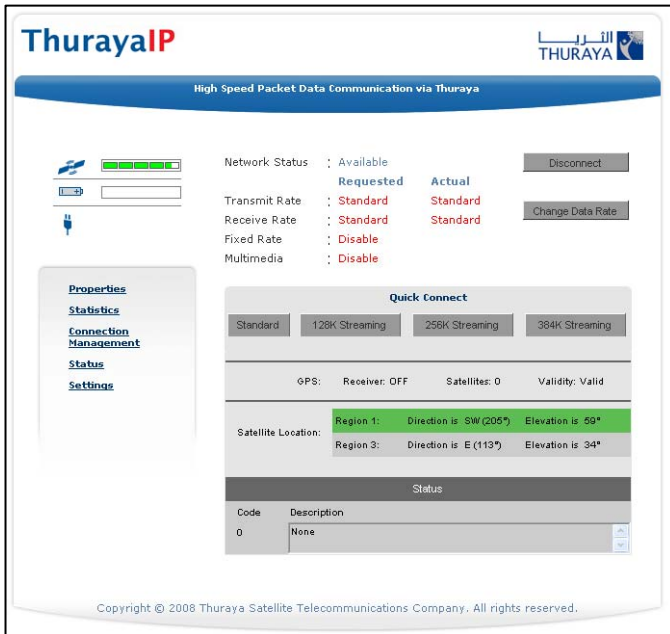 ThurayaIP
الثريا
THURAYA
High Speed Packet Data Communication via Thuraya
Network Status : Available
Disconnect
Requested Actual
Transmit Rate : Standard Standard
Receive Rate : Standard Standard
Change Data Rate
Fixed Rate : Disable
Multimedia : Disable
Properties
Statistics
Connection
Management
Status
Settings
Quick Connect
Standard 128K Streaming 256K Streaming 384K Streaming
GPS: Receiver: OFF Satellites: 0 Validity: Valid
Satellite Location:
Region 1: Direction is SW (205°) Elevation is 59°
Region 3: Direction is E (113°) Elevation is 34°
Status
Code Description
0 None
Copyright © 2008 Thuraya Satellite Telecommunications Company. All rights reserved.